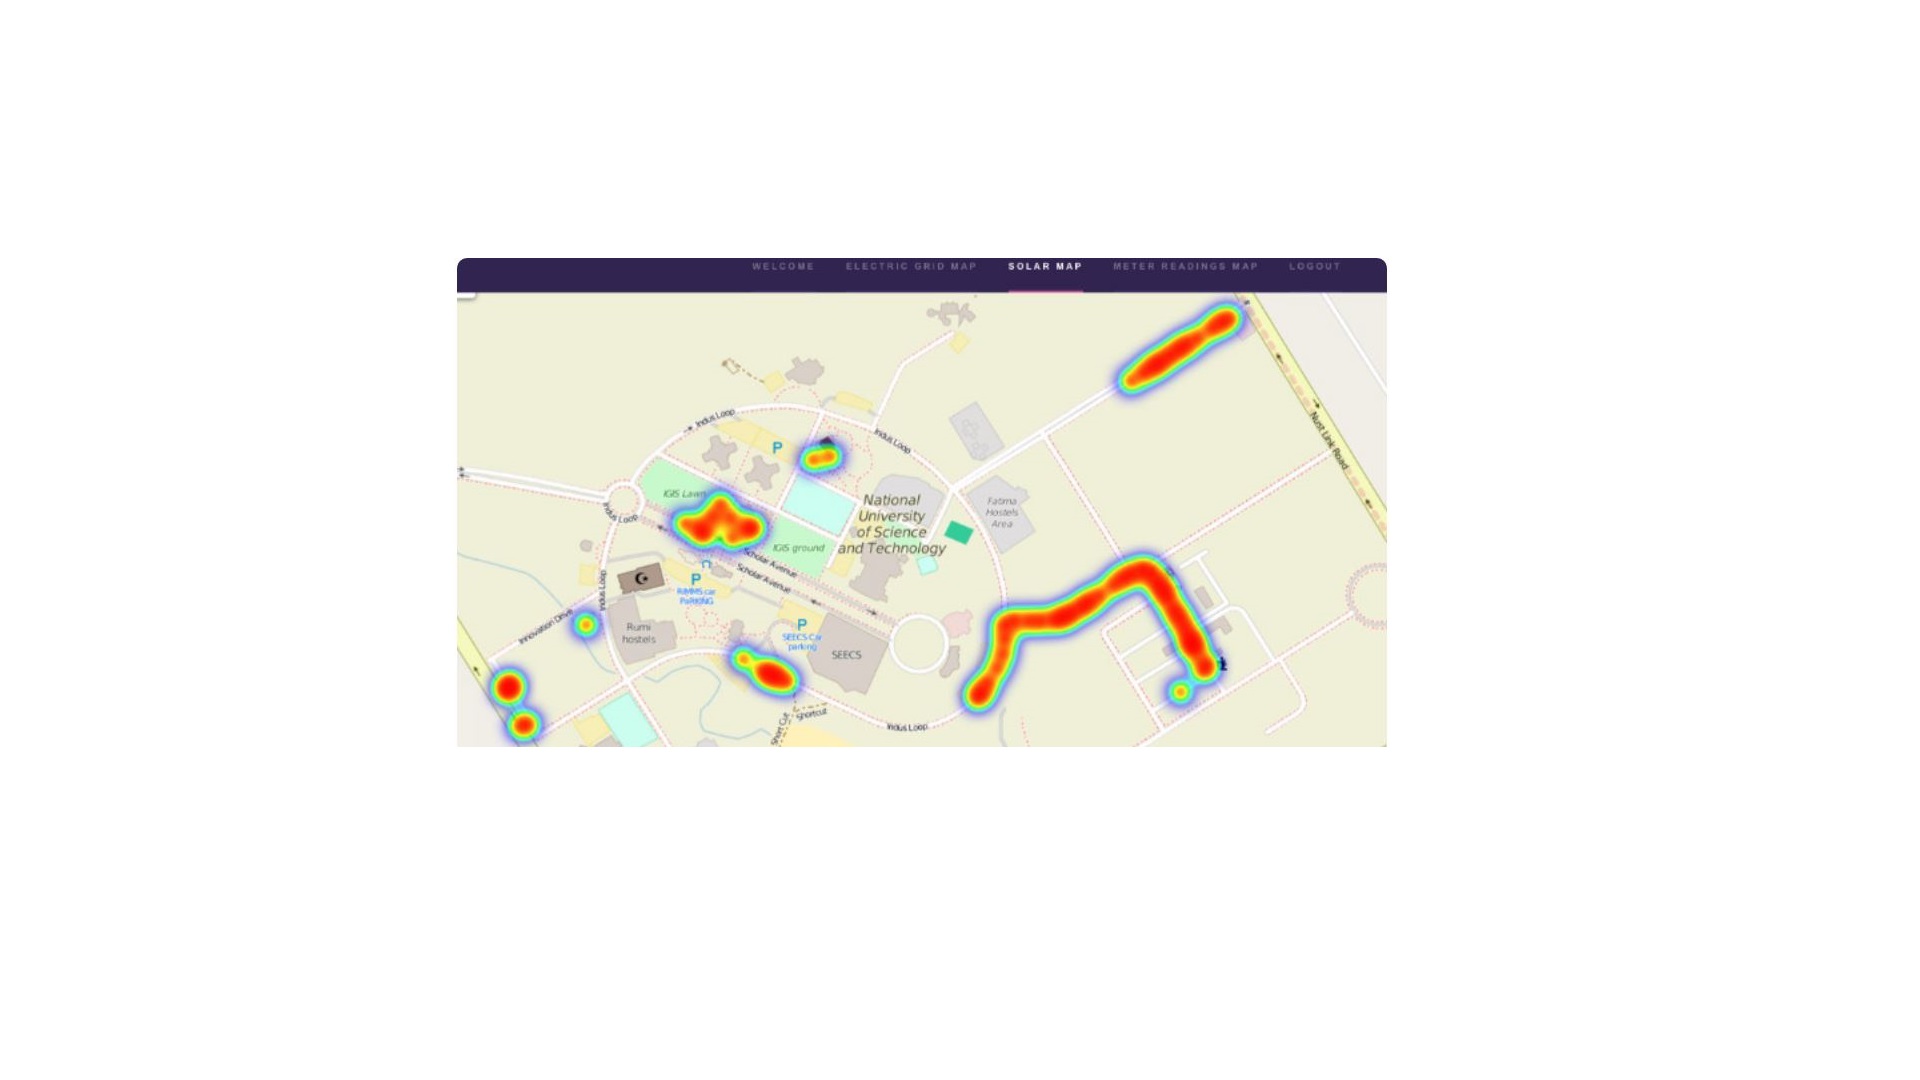 WELCOME
ELECTRIC GRID MAP
SOLAR MAP
METER READINGS MAP
LOGOUT
Indus Loop
Indus Loop
P
Nust Link Road
IGIS Lawn
National
University
of Science
and Technology
Fatima
Hostels
Area
Indus Loop
IGIS ground
Scholar Avenue
Scholar Avenue
P
RIMMS car
PARKING
Indus Loop
Innovation Drive
Rumi
hostels
P
SEECS Car
parking
SEECS
Shortcut
Short Cut
Indus Loop